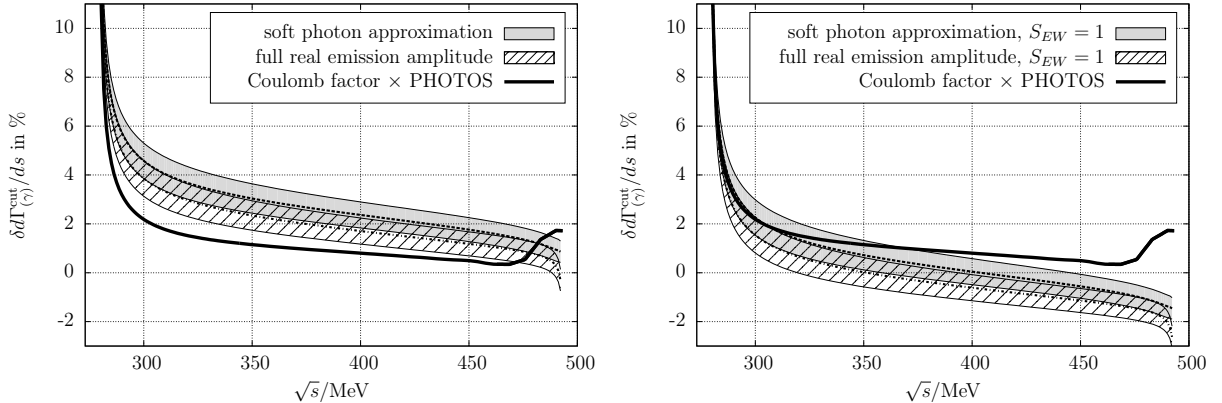 soft photon approximation
full real emission amplitude
Coulomb factor × PHOTOS
10
8
6
4
2
0
-2
δdΓ^cut_(γ)/ds in %
300
350
400
450
500
√s/MeV
soft photon approximation, S_EW = 1
full real emission amplitude, S_EW = 1
Coulomb factor × PHOTOS
10
8
6
4
2
0
-2
δdΓ^cut_(γ)/ds in %
300
350
400
450
500
√s/MeV